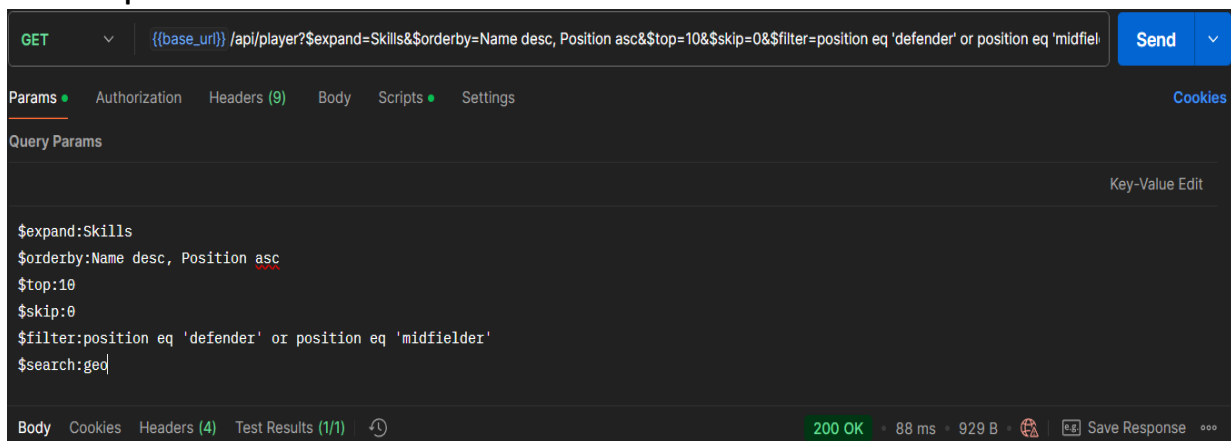 GET {{base_url}} /api/player?$expand=Skills&$orderby=Name desc, Position asc&$top=10&$skip=0&$filter=position eq 'defender' or position eq 'midfiel Send
Params Authorization Headers (9) Body Scripts Settings Cookies
Query Params
Key-Value Edit
$expand:Skills
$orderby:Name desc, Position asc
$top:10
$skip:0
$filter:position eq 'defender' or position eq 'midfielder'
$search:geo
Body Cookies Headers (4) Test Results (1/1) 200 OK 88 ms 929 B e.g. Save Response